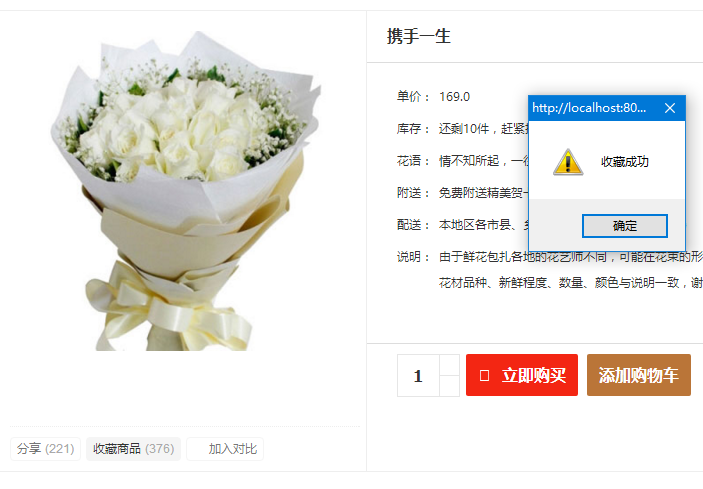 携手一生
单价： 169.0
库存： 还剩10件，赶紧
花语： 情不知所起，一
附送： 免费附送精美贺
配送： 本地区各市县、
说明： 由于鲜花包扎各地的花艺师不同，可能在花束的形
花材品种、新鲜程度、数量、颜色与说明一致，谢
http://localhost:80...
收藏成功
确定
1
立即购买
添加购物车
分享 (221)
收藏商品 (376)
加入对比